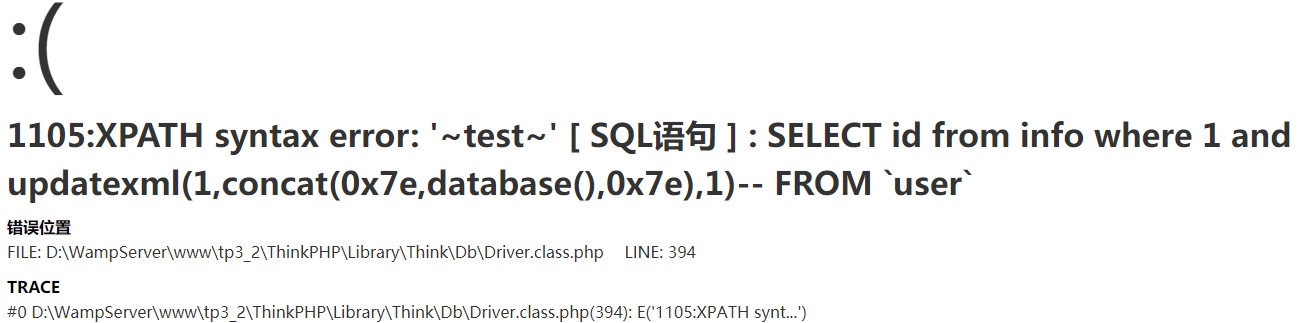 :(
1105:XPATH syntax error: '~test~' [ SQL语句 ] : SELECT id from info where 1 and
updatexml(1,concat(0x7e,database(),0x7e),1)-- FROM `user`
错误位置
FILE: D:\WampServer\www\tp3_2\ThinkPHP\Library\Think\Db\Driver.class.php LINE: 394
TRACE
#0 D:\WampServer\www\tp3_2\ThinkPHP\Library\Think\Db\Driver.class.php(394): E('1105:XPATH synt...')